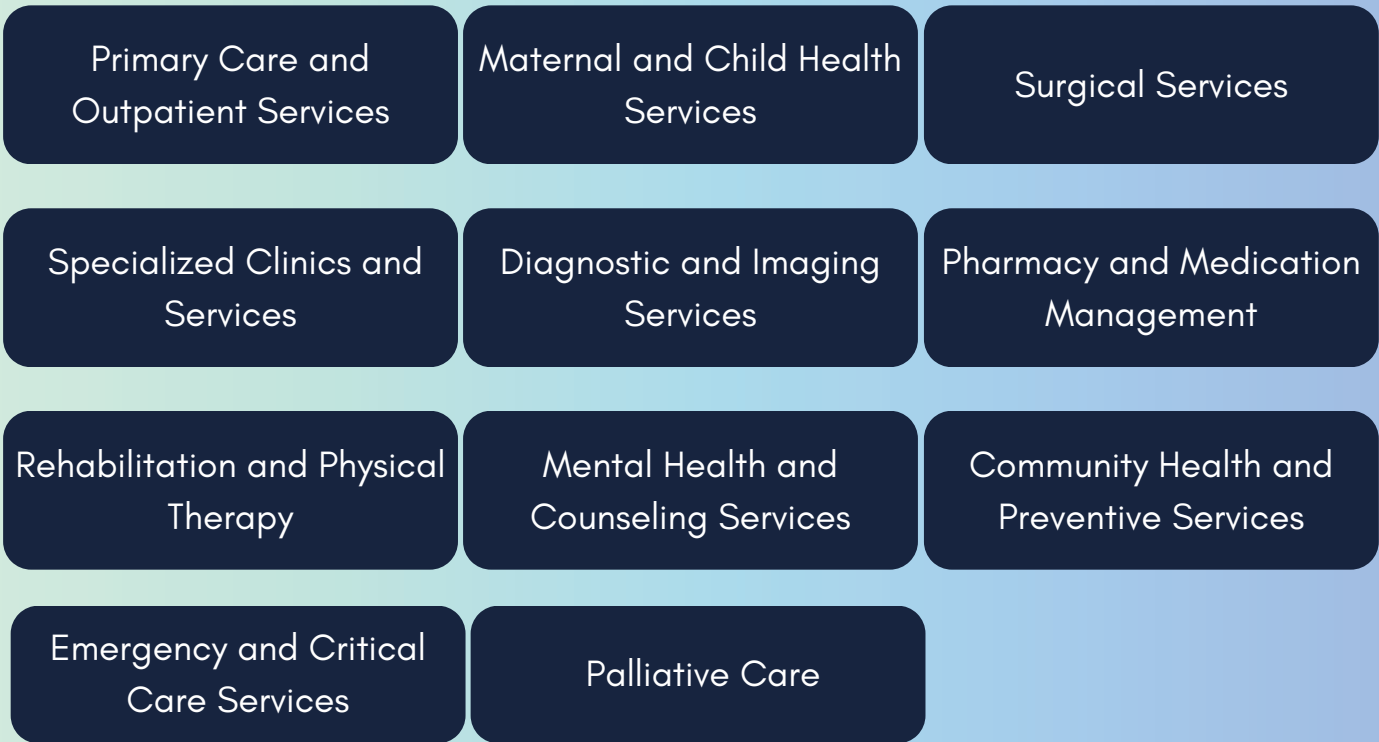 Primary Care and
Outpatient Services
Maternal and Child Health
Services
Surgical Services
Specialized Clinics and
Services
Diagnostic and Imaging
Services
Pharmacy and Medication
Management
Rehabilitation and Physical
Therapy
Mental Health and
Counseling Services
Community Health and
Preventive Services
Emergency and Critical
Care Services
Palliative Care